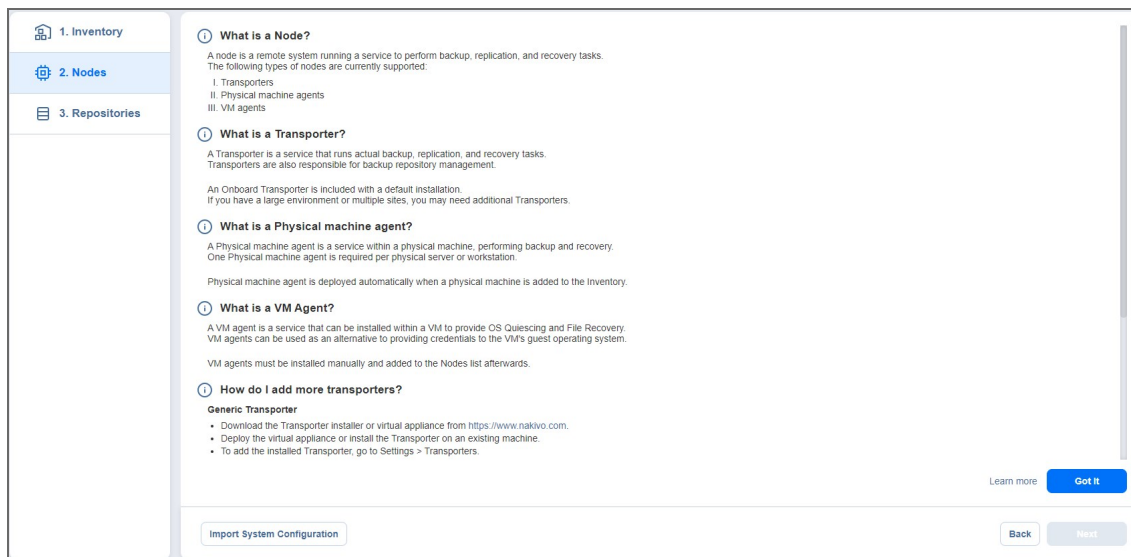 1. Inventory
2. Nodes
3. Repositories
What is a Node?
A node is a remote system running a service to perform backup, replication, and recovery tasks.
The following types of nodes are currently supported:
I. Transporters
II. Physical machine agents
III. VM agents
What is a Transporter?
A Transporter is a service that runs actual backup, replication, and recovery tasks.
Transporters are also responsible for backup repository management.
An Onboard Transporter is included with a default installation.
If you have a large environment or multiple sites, you may need additional Transporters.
What is a Physical machine agent?
A Physical machine agent is a service within a physical machine, performing backup and recovery.
One Physical machine agent is required per physical server or workstation.
Physical machine agent is deployed automatically when a physical machine is added to the Inventory.
What is a VM Agent?
A VM agent is a service that can be installed within a VM to provide OS Quiescing and File Recovery.
VM agents can be used as an alternative to providing credentials to the VM's guest operating system.
VM agents must be installed manually and added to the Nodes list afterwards.
How do I add more transporters?
Generic Transporter
• Download the Transporter installer or virtual appliance from https://www.nakivo.com.
• Deploy the virtual appliance or install the Transporter on an existing machine.
• To add the installed Transporter, go to Settings > Transporters.
Learn more
Got It
Import System Configuration
Back
Next